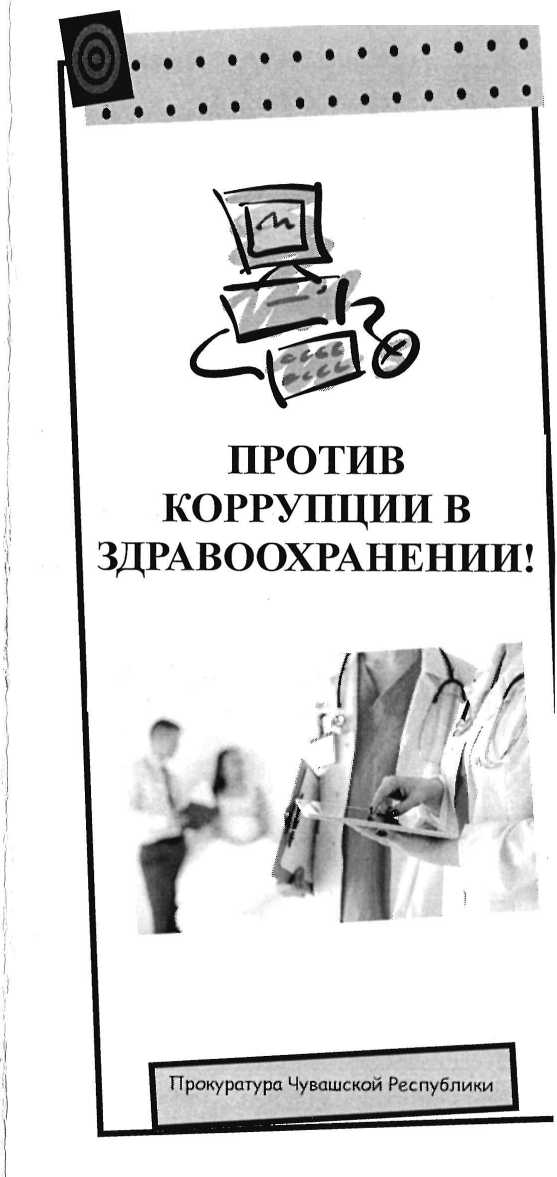 ПРОТИВ
КОРРУПЦИИ В
ЗДРАВООХРАНЕНИИ!
Прокуратура Чувашской Республики